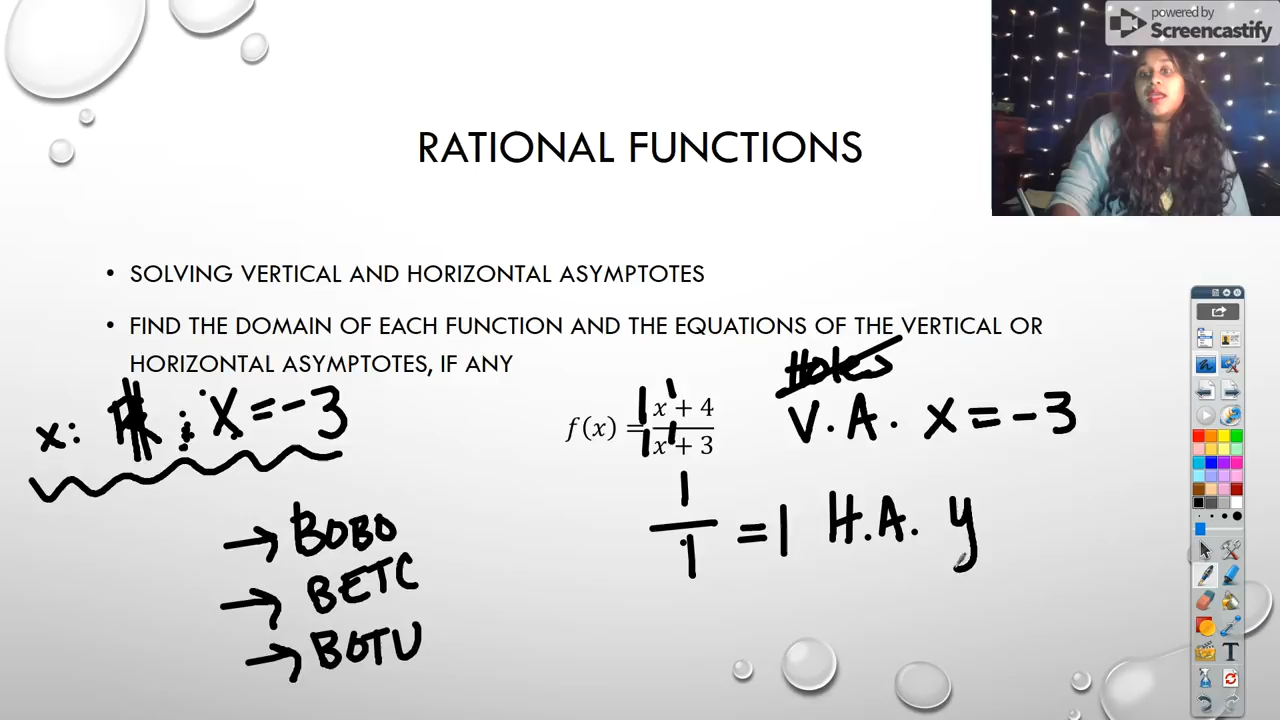 powered by
Screencastify
RATIONAL FUNCTIONS
• SOLVING VERTICAL AND HORIZONTAL ASYMPTOTES
• FIND THE DOMAIN OF EACH FUNCTION AND THE EQUATIONS OF THE VERTICAL OR
HORIZONTAL ASYMPTOTES, IF ANY
Holes
x: ; x = -3
f(x) = 1x¹ + 4 / 1x¹ + 3
V.A. x = -3
1/1 = 1 H.A. y
→ BOBO
→ BETC
→ BOTU
T